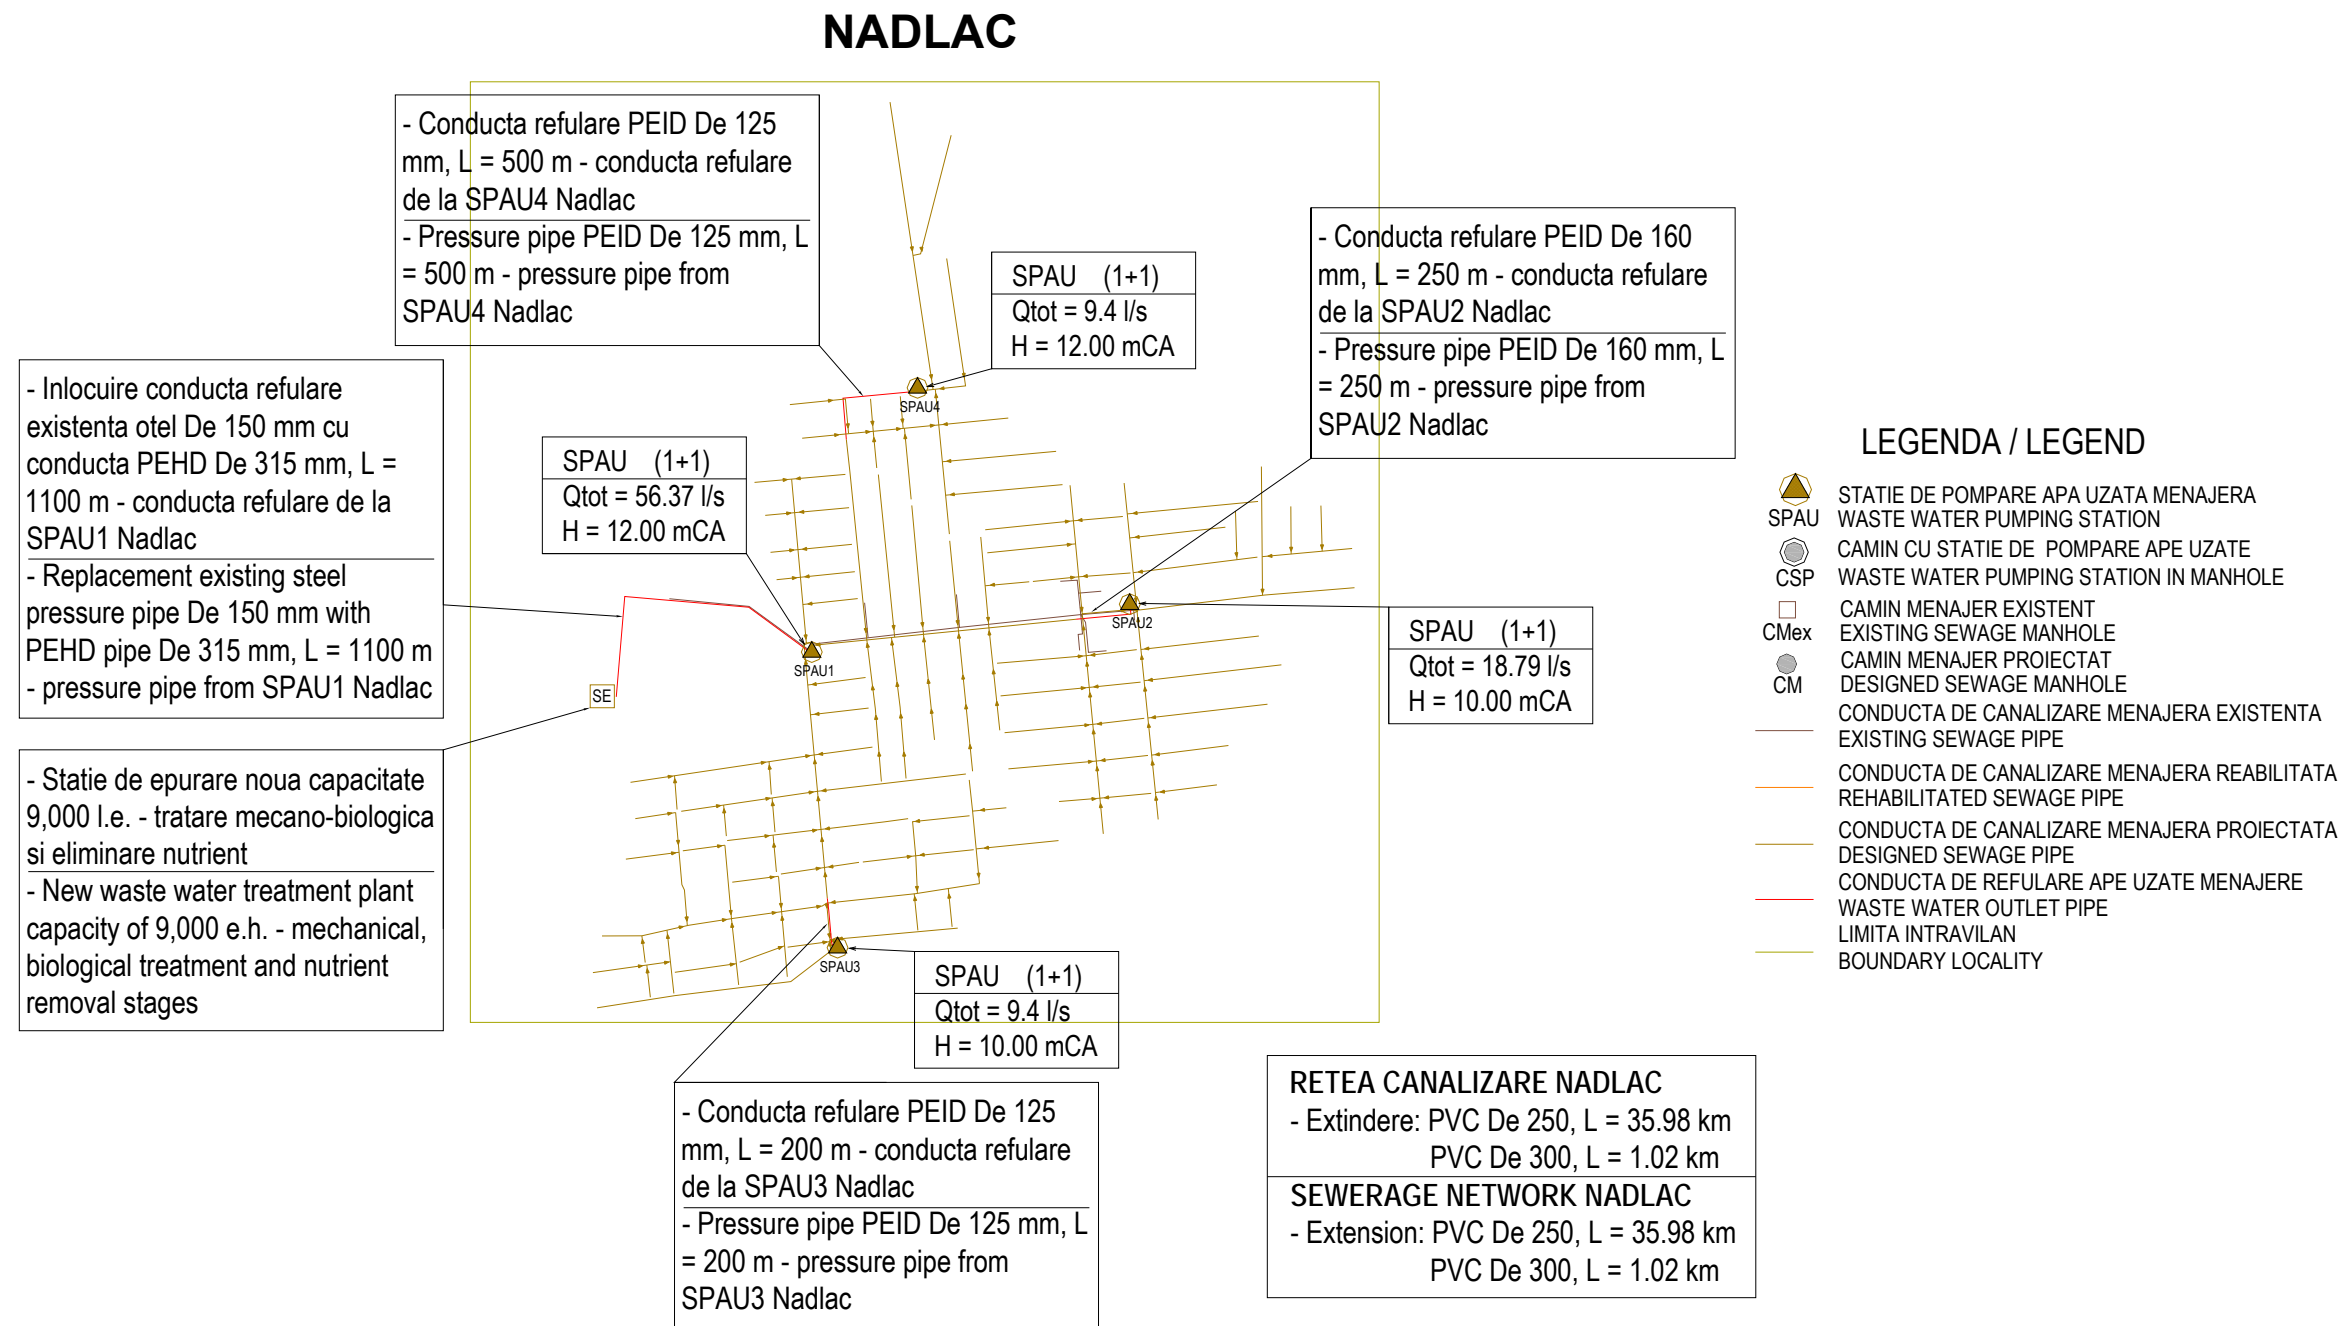 NADLAC
- Conducta refulare PEID De 125
mm, L = 500 m - conducta refulare
de la SPAU4 Nadlac
- Pressure pipe PEID De 125 mm, L
= 500 m - pressure pipe from
SPAU4 Nadlac
SPAU (1+1)
Qtot = 9.4 l/s
H = 12.00 mCA
- Conducta refulare PEID De 160
mm, L = 250 m - conducta refulare
de la SPAU2 Nadlac
- Pressure pipe PEID De 160 mm, L
= 250 m - pressure pipe from
SPAU2 Nadlac
- Inlocuire conducta refulare
existenta otel De 150 mm cu
conducta PEHD De 315 mm, L =
1100 m - conducta refulare de la
SPAU1 Nadlac
- Replacement existing steel
pressure pipe De 150 mm with
PEHD pipe De 315 mm, L = 1100 m
- pressure pipe from SPAU1 Nadlac
SPAU (1+1)
Qtot = 56.37 l/s
H = 12.00 mCA
SPAU4
SPAU2
SPAU1
SE
SPAU (1+1)
Qtot = 18.79 l/s
H = 10.00 mCA
- Statie de epurare noua capacitate
9,000 l.e. - tratare mecano-biologica
si eliminare nutrient
- New waste water treatment plant
capacity of 9,000 e.h. - mechanical,
biological treatment and nutrient
removal stages
SPAU3
SPAU (1+1)
Qtot = 9.4 l/s
H = 10.00 mCA
- Conducta refulare PEID De 125
mm, L = 200 m - conducta refulare
de la SPAU3 Nadlac
- Pressure pipe PEID De 125 mm, L
= 200 m - pressure pipe from
SPAU3 Nadlac
RETEA CANALIZARE NADLAC
- Extindere: PVC De 250, L = 35.98 km
PVC De 300, L = 1.02 km
SEWERAGE NETWORK NADLAC
- Extension: PVC De 250, L = 35.98 km
PVC De 300, L = 1.02 km
LEGENDA / LEGEND
STATIE DE POMPARE APA UZATA MENAJERA
SPAU WASTE WATER PUMPING STATION
CAMIN CU STATIE DE POMPARE APE UZATE
CSP WASTE WATER PUMPING STATION IN MANHOLE
CAMIN MENAJER EXISTENT
CMex EXISTING SEWAGE MANHOLE
CAMIN MENAJER PROIECTAT
CM DESIGNED SEWAGE MANHOLE
CONDUCTA DE CANALIZARE MENAJERA EXISTENTA
EXISTING SEWAGE PIPE
CONDUCTA DE CANALIZARE MENAJERA REABILITATA
REHABILITATED SEWAGE PIPE
CONDUCTA DE CANALIZARE MENAJERA PROIECTATA
DESIGNED SEWAGE PIPE
CONDUCTA DE REFULARE APE UZATE MENAJERE
WASTE WATER OUTLET PIPE
LIMITA INTRAVILAN
BOUNDARY LOCALITY